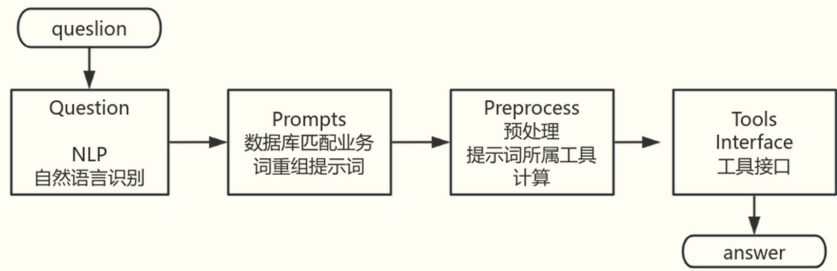 queslion
Question
NLP
自然语言识别
Prompts
数据库匹配业务
词重组提示词
Preprocess
预处理
提示词所属工具
计算
Tools
Interface
工具接口
answer